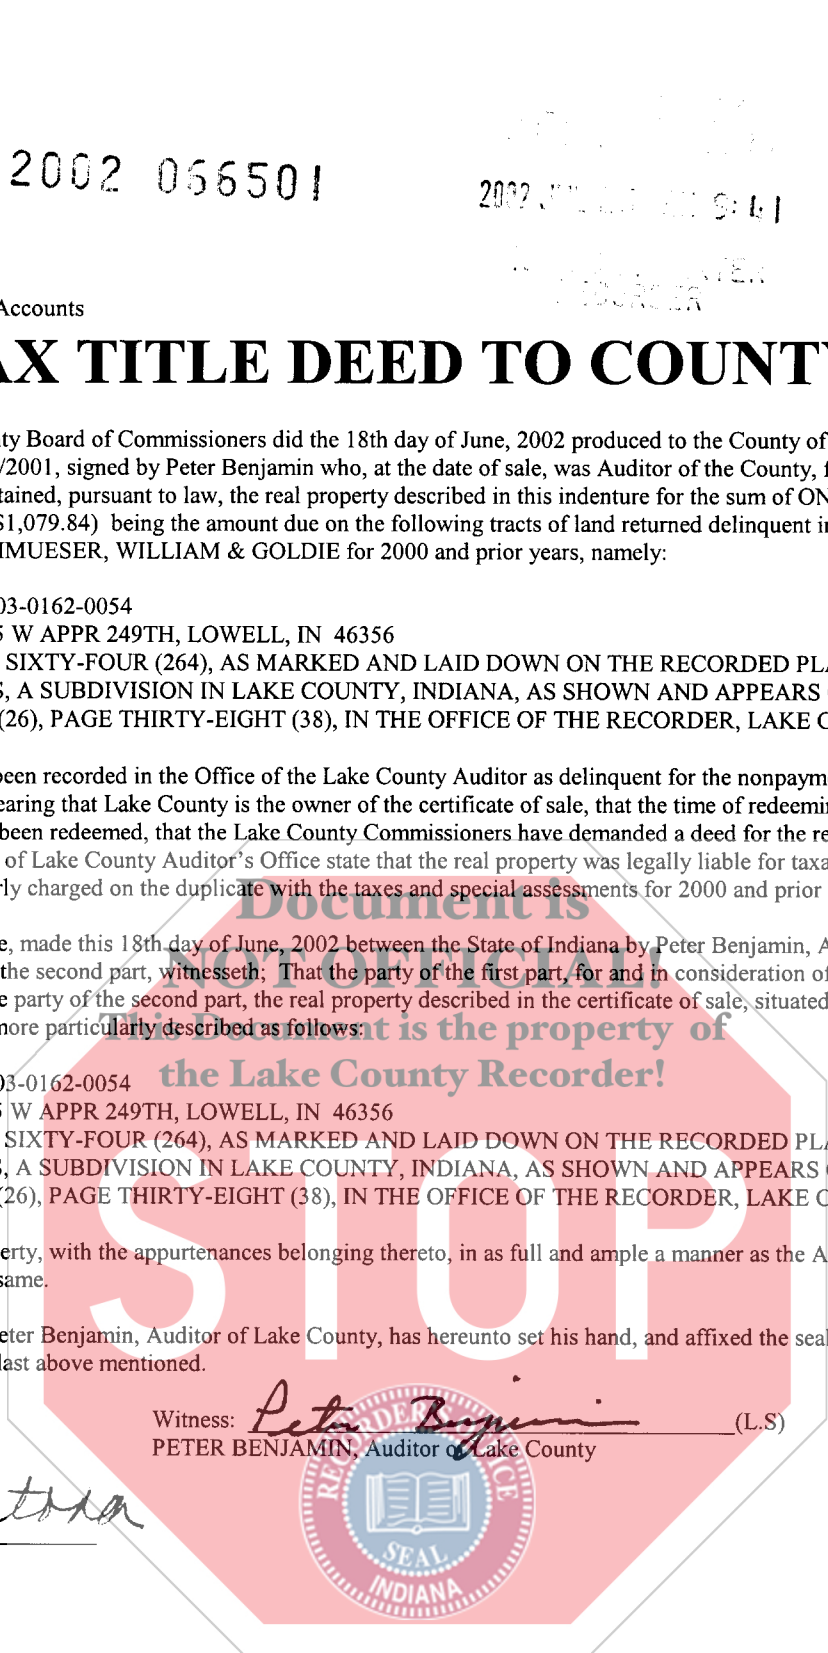 2002 066501
2002 9:41
Accounts
AX TITLE DEED TO COUNTY
ty Board of Commissioners did the 18th day of June, 2002 produced to the County of
/2001, signed by Peter Benjamin who, at the date of sale, was Auditor of the County, f
tained, pursuant to law, the real property described in this indenture for the sum of ON
$1,079.84) being the amount due on the following tracts of land returned delinquent in
IMUESER, WILLIAM & GOLDIE for 2000 and prior years, namely:
03-0162-0054
5 W APPR 249TH, LOWELL, IN 46356
SIXTY-FOUR (264), AS MARKED AND LAID DOWN ON THE RECORDED PLA
S, A SUBDIVISION IN LAKE COUNTY, INDIANA, AS SHOWN AND APPEARS
(26), PAGE THIRTY-EIGHT (38), IN THE OFFICE OF THE RECORDER, LAKE C
been recorded in the Office of the Lake County Auditor as delinquent for the nonpaym
earing that Lake County is the owner of the certificate of sale, that the time of redeemin
been redeemed, that the Lake County Commissioners have demanded a deed for the re
of Lake County Auditor's Office state that the real property was legally liable for taxa
rly charged on the duplicate with the taxes and special assessments for 2000 and prior
Document is
e, made this 18th day of June, 2002 between the State of Indiana by Peter Benjamin, A
NOT OFFICIAL!
the second part, witnesseth; That the party of the first part, for and in consideration of
e party of the second part, the real property described in the certificate of sale, situated
more particularly described as follows:
This Document is the property of
the Lake County Recorder!
03-0162-0054
5 W APPR 249TH, LOWELL, IN 46356
SIXTY-FOUR (264), AS MARKED AND LAID DOWN ON THE RECORDED PLA
S, A SUBDIVISION IN LAKE COUNTY, INDIANA, AS SHOWN AND APPEARS
(26), PAGE THIRTY-EIGHT (38), IN THE OFFICE OF THE RECORDER, LAKE C
STOP
erty, with the appurtenances belonging thereto, in as full and ample a manner as the A
same.
eter Benjamin, Auditor of Lake County, has hereunto set his hand, and affixed the seal
last above mentioned.
Witness: Peter Benjamin (L.S)
PETER BENJAMIN, Auditor of Lake County
RECORDER'S OFFICE
SEAL
INDIANA